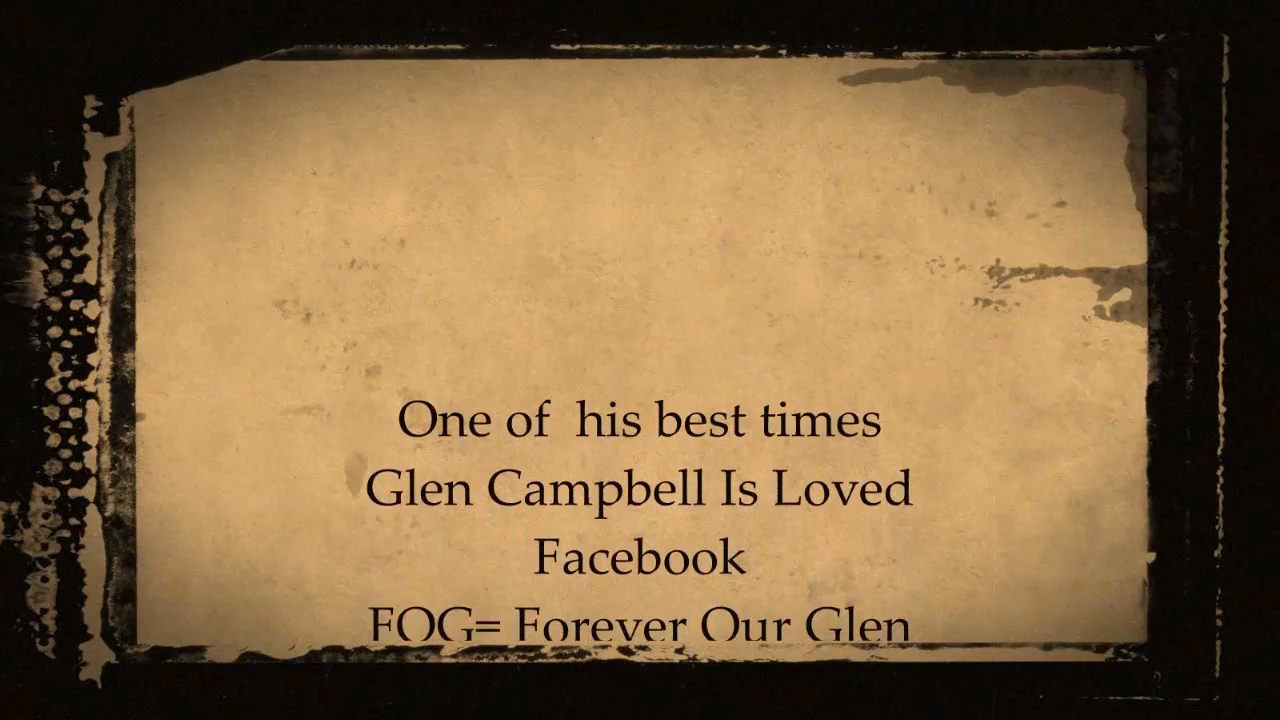 One of  his best times
Glen Campbell Is Loved
Facebook
FOG= Forever Our Glen